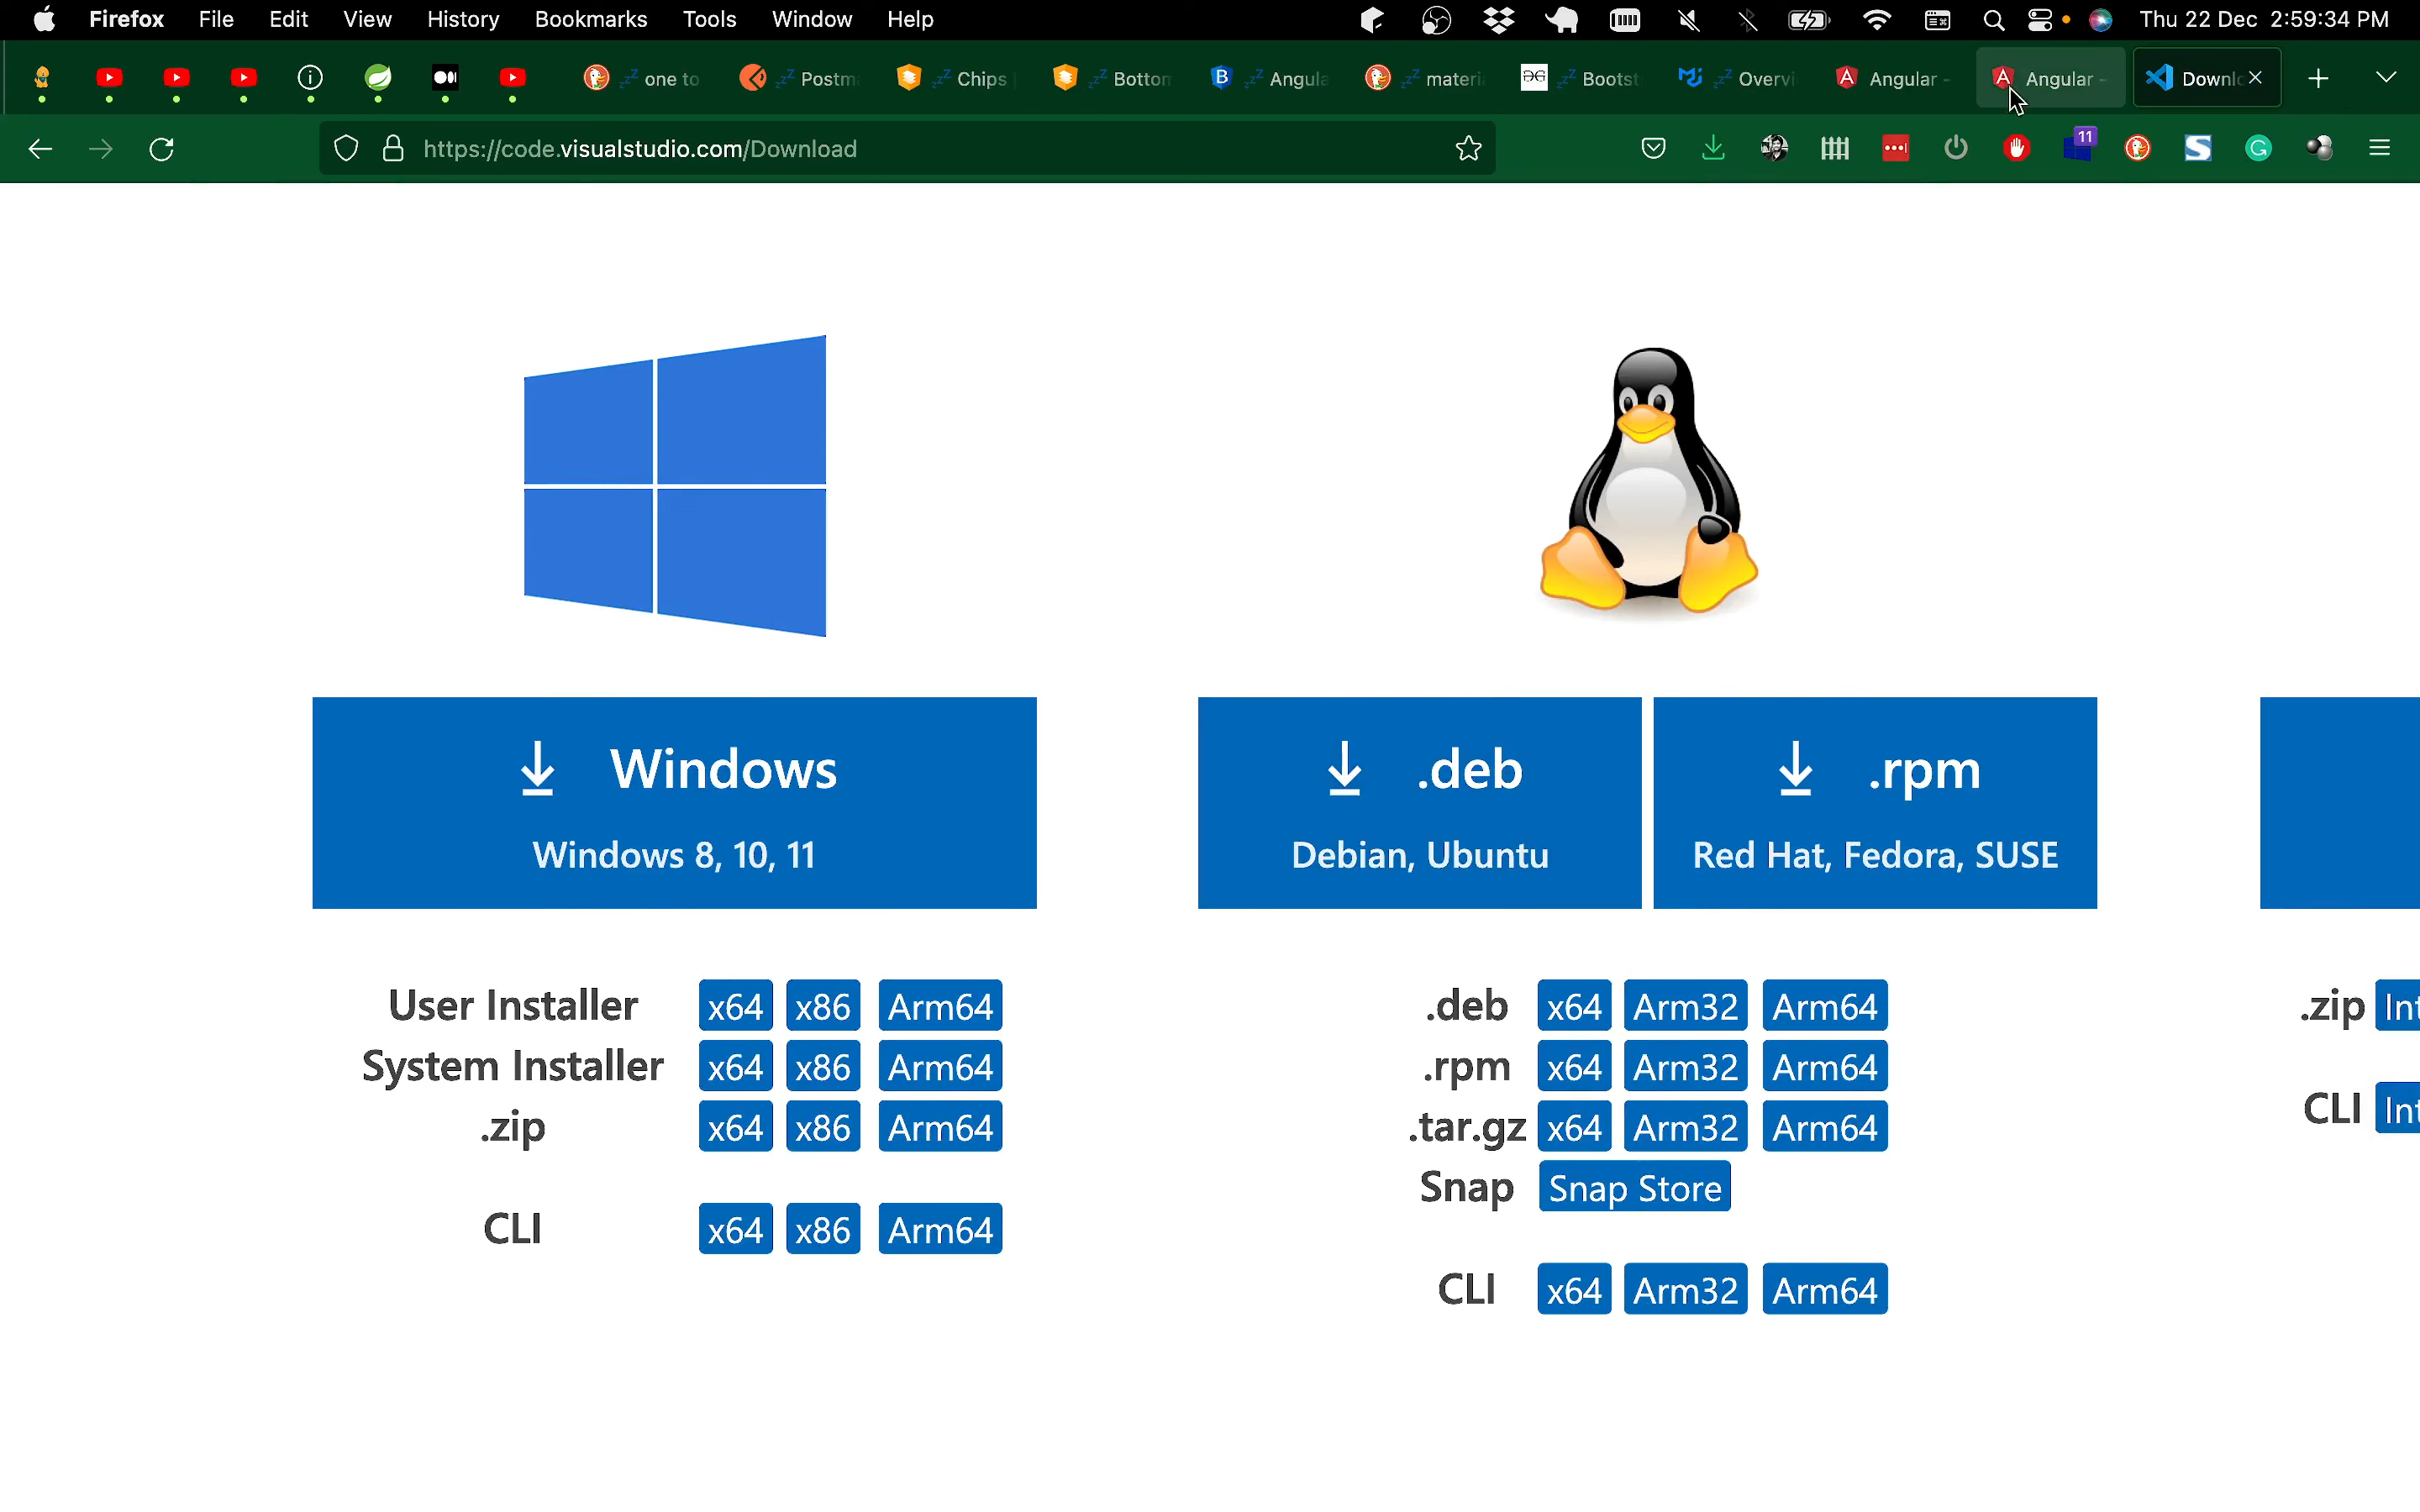 Firefox File Edit View History Bookmarks Tools Window Help Thu 22 Dec 2:59:34 PM
one to Postm Chips Bottom Angula materi Bootst Overvi Angular - Angular - Downl
https://code.visualstudio.com/Download 11
Windows
Windows 8, 10, 11
.deb
Debian, Ubuntu
.rpm
Red Hat, Fedora, SUSE
User Installer x64 x86 Arm64
System Installer x64 x86 Arm64
.zip x64 x86 Arm64
CLI x64 x86 Arm64
.deb x64 Arm32 Arm64
.rpm x64 Arm32 Arm64
.tar.gz x64 Arm32 Arm64
Snap Snap Store
CLI x64 Arm32 Arm64
.zip Int
CLI Int